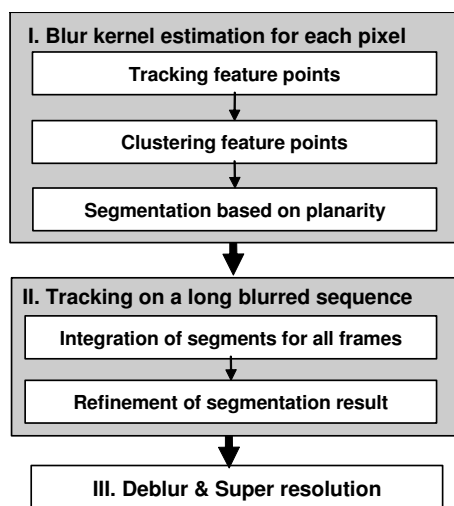 I. Blur kernel estimation for each pixel
Tracking feature points
Clustering feature points
Segmentation based on planarity
II. Tracking on a long blurred sequence
Integration of segments for all frames
Refinement of segmentation result
III. Deblur & Super resolution